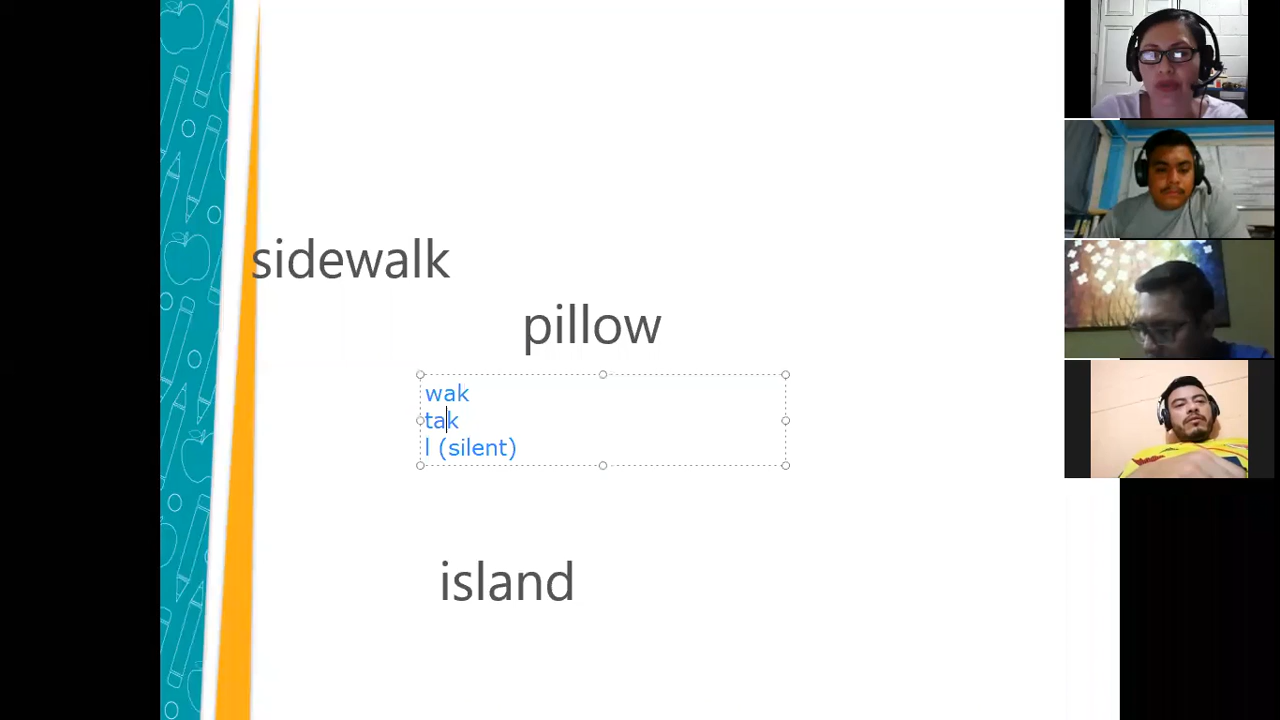 sidewalk
pillow
wak
tak
l (silent)
island